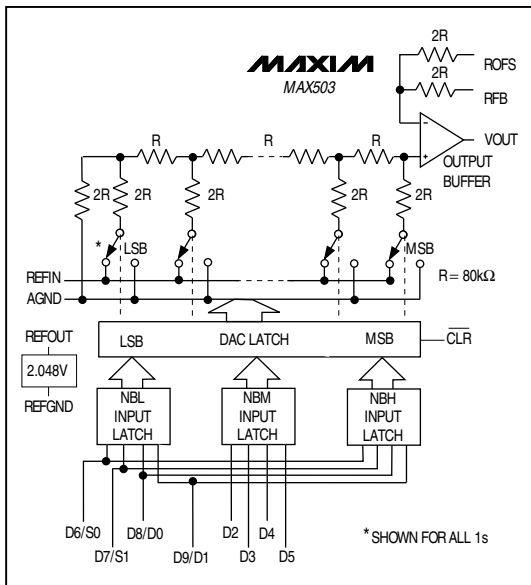 2R
ROFS
MAXIM
MAX503
2R
RFB
R
R
R
-
+
VOUT
OUTPUT
BUFFER
2R
2R
2R
2R
2R
*
LSB
MSB
REFIN
R = 80kΩ
AGND
REFOUT
2.048V
REFGND
LSB
DAC LATCH
MSB
CLR
NBL
INPUT
LATCH
NBM
INPUT
LATCH
NBH
INPUT
LATCH
D6/S0
D7/S1
D8/D0
D9/D1
D2
D3
D4
D5
* SHOWN FOR ALL 1s